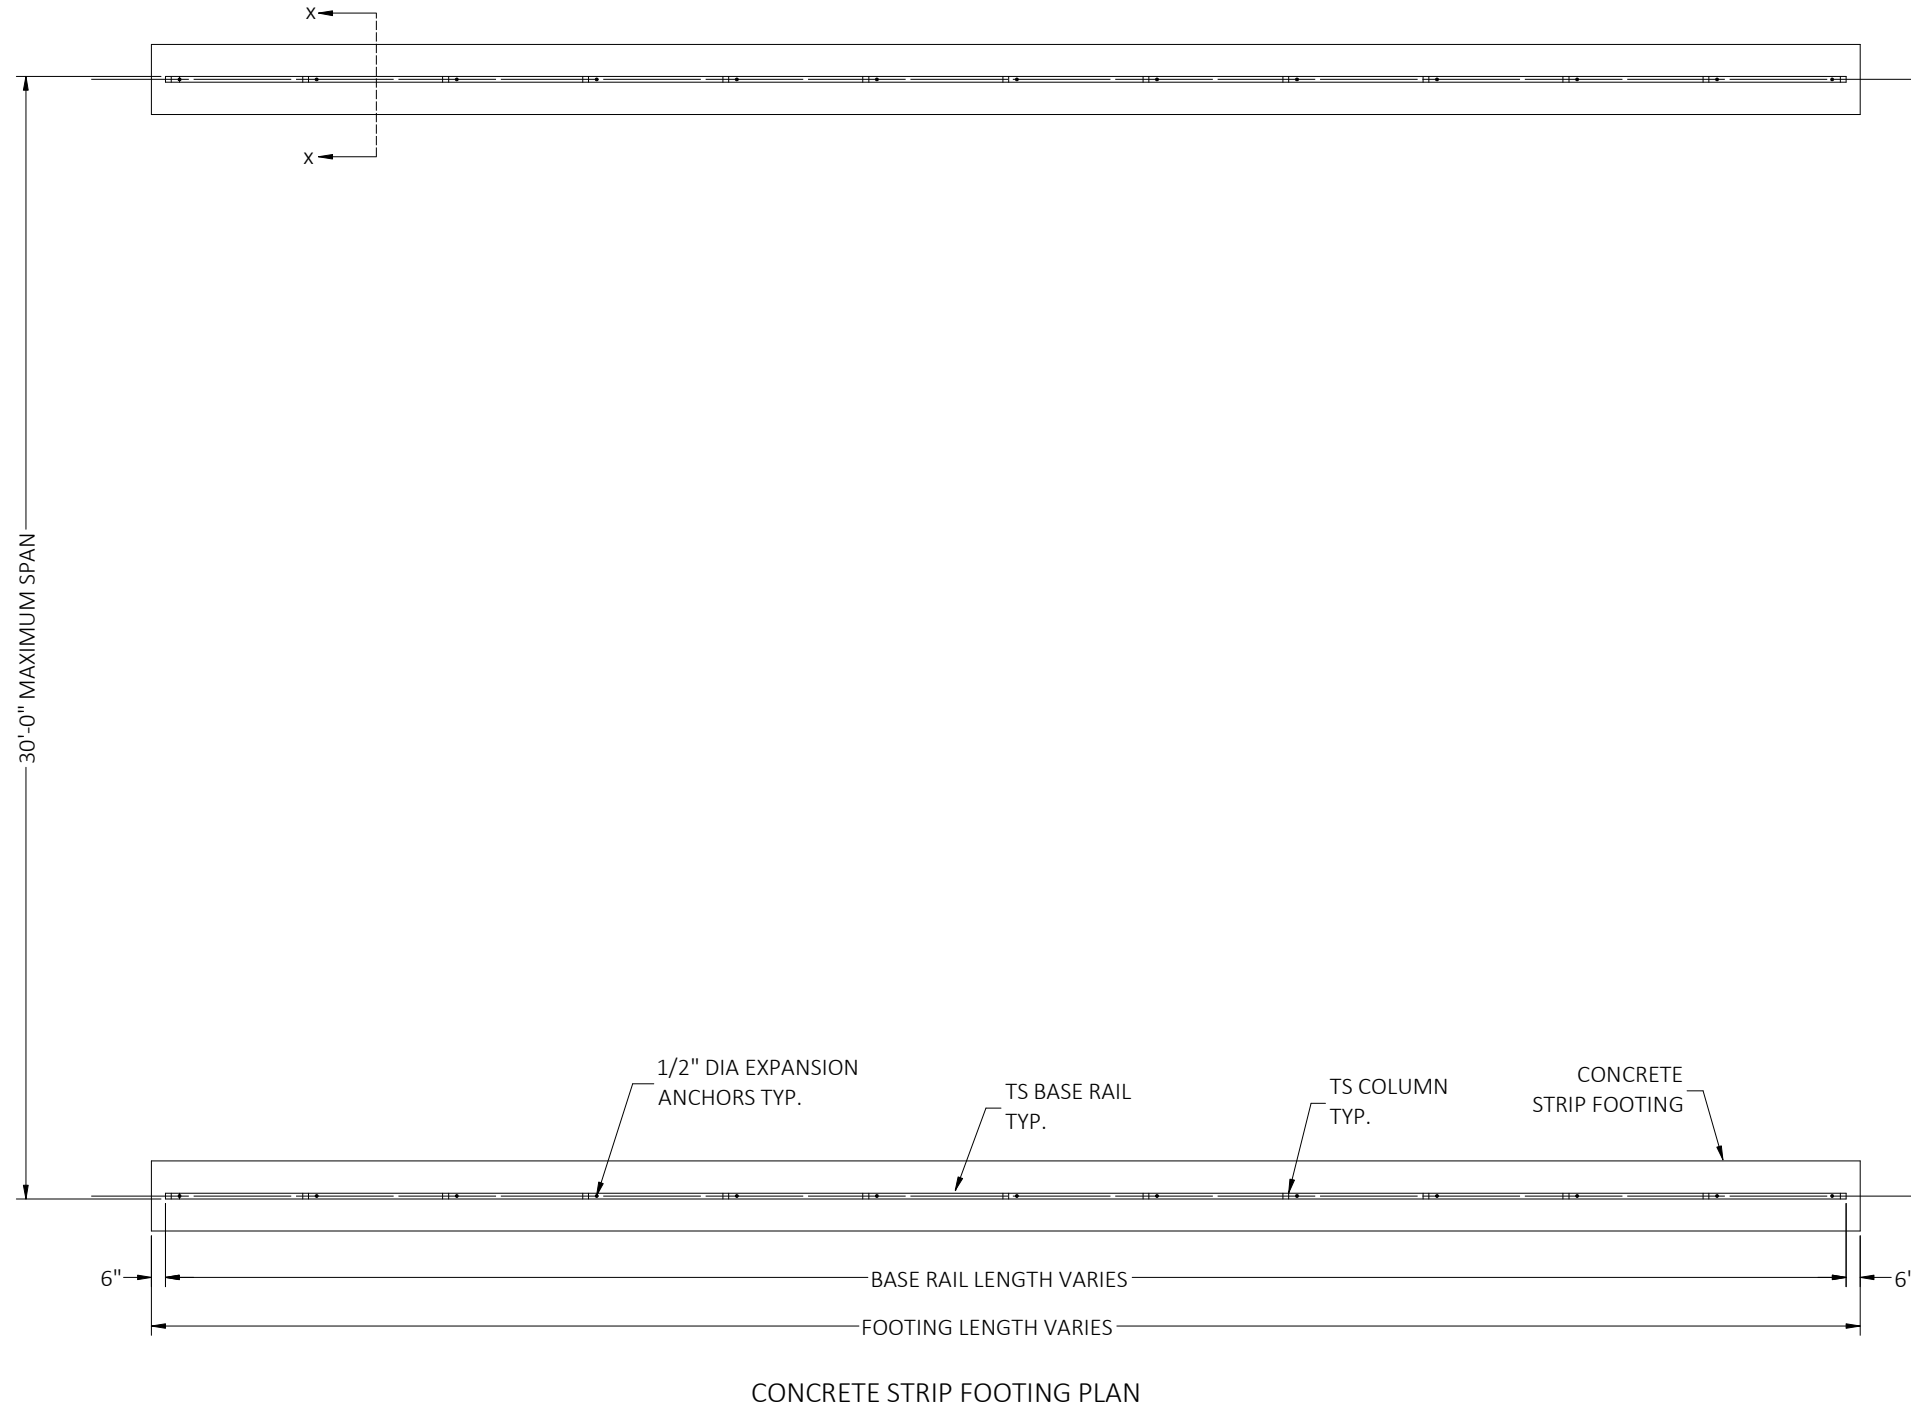 X
X
30'-0" MAXIMUM SPAN
1/2" DIA EXPANSION
ANCHORS TYP.
TS BASE RAIL
TYP.
TS COLUMN
TYP.
CONCRETE
STRIP FOOTING
6"
BASE RAIL LENGTH VARIES
6"
FOOTING LENGTH VARIES
CONCRETE STRIP FOOTING PLAN